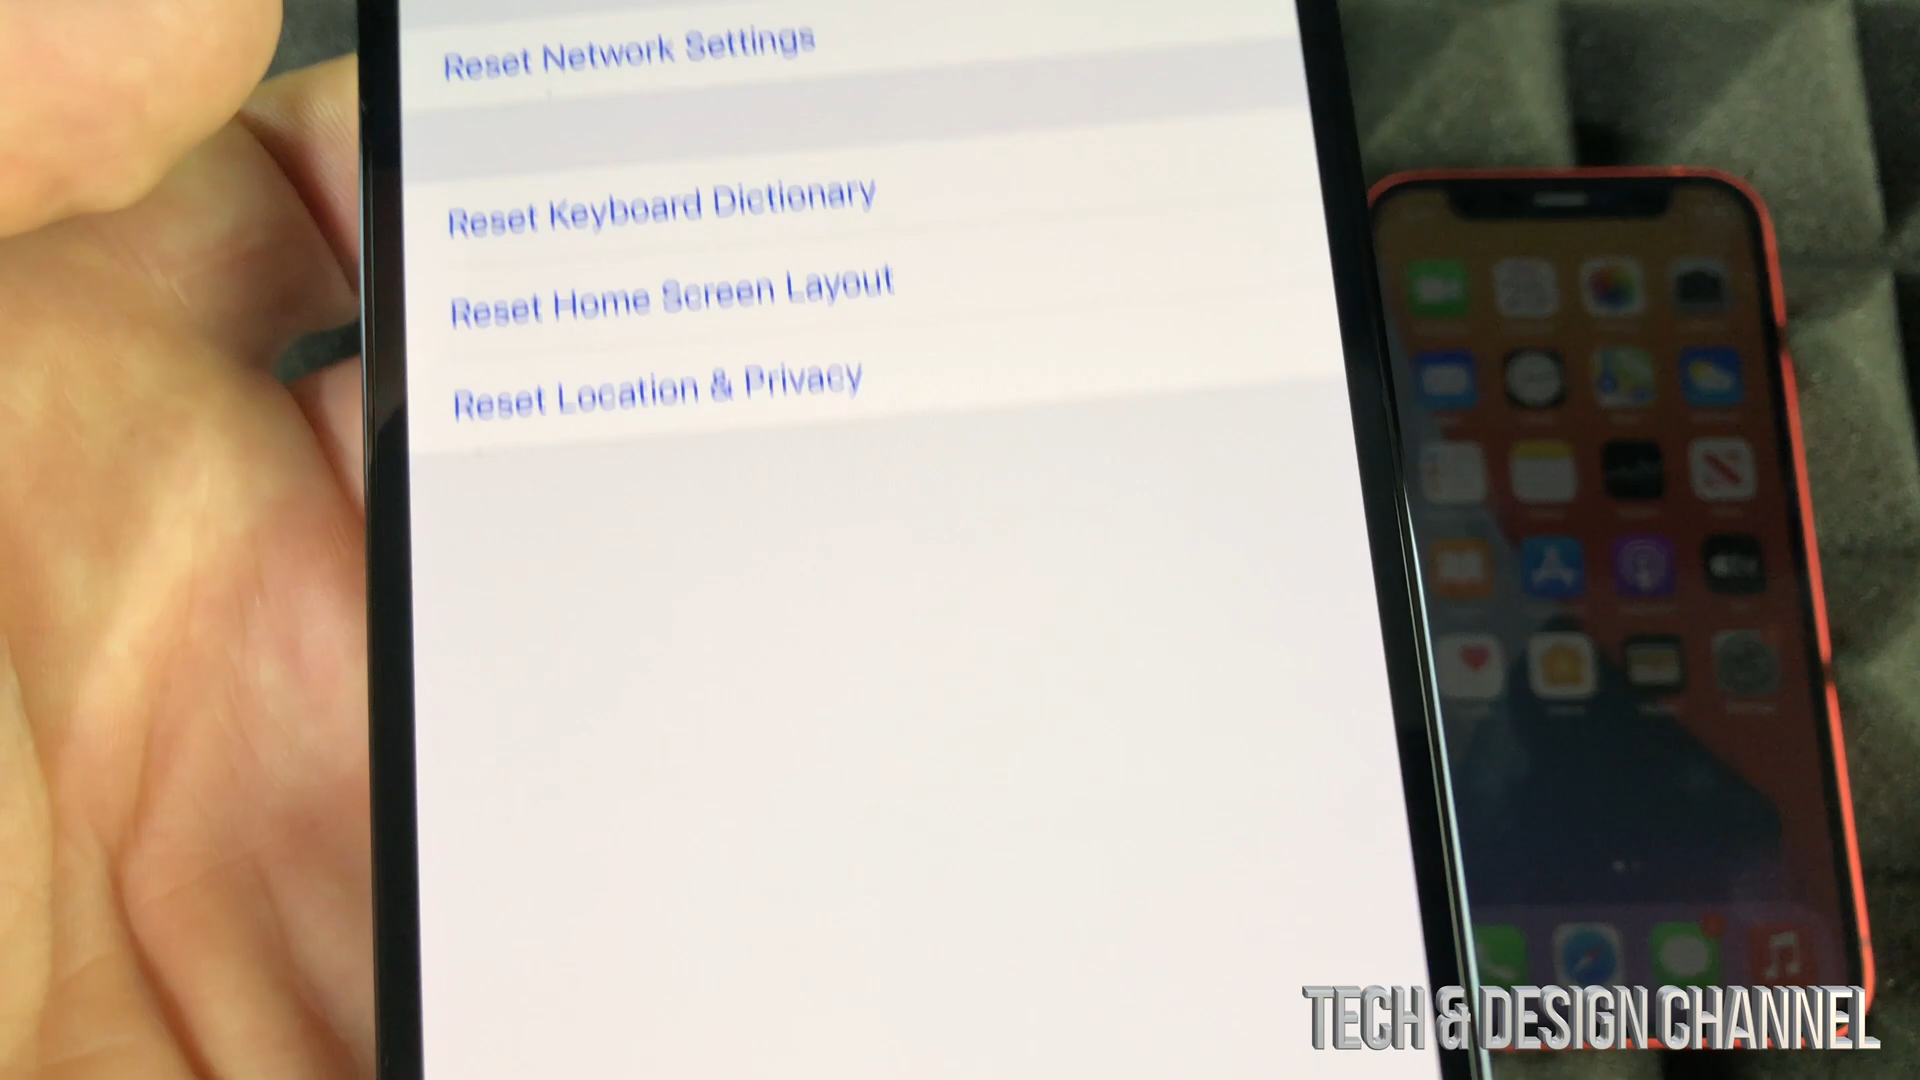 Reset Network Settings
Reset Keyboard Dictionary
Reset Home Screen Layout
Reset Location & Privacy
TECH & DESIGN CHANNEL